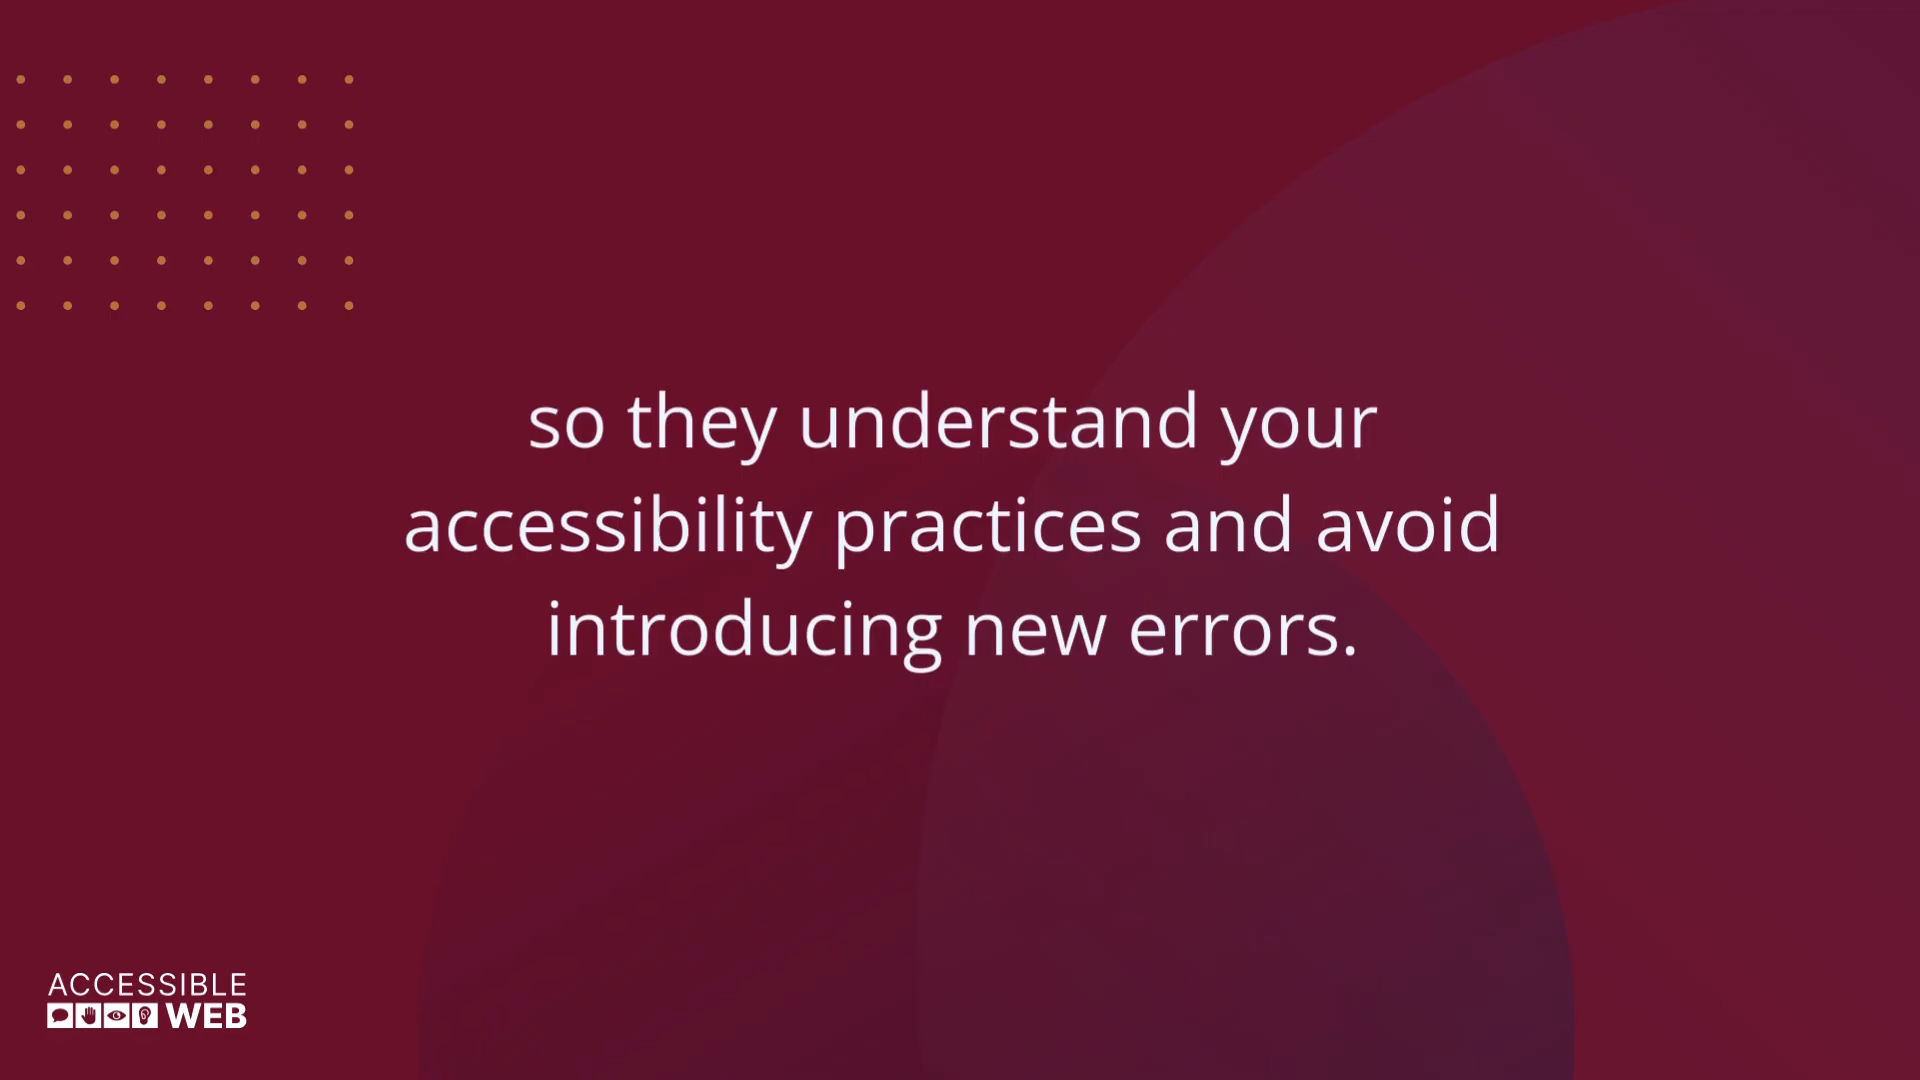 so they understand your
accessibility practices and avoid
introducing new errors.
ACCESSIBLE
WEB